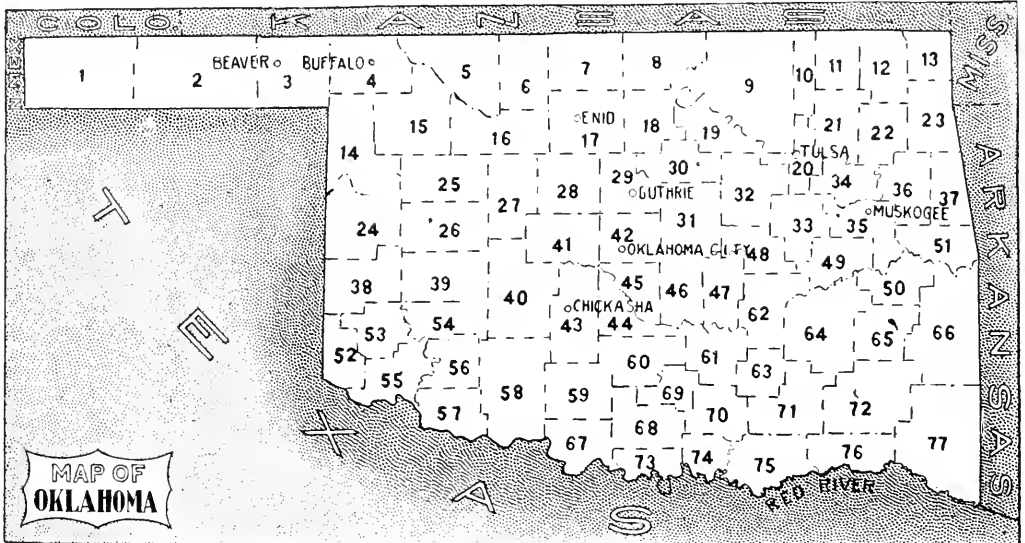 COLO. KANSAS
MISS
N.MEX
BEAVER BUFFALO
1 2 3 4 5 6 7 8 9 10 11 12 13
ENID
14 15 16 17 18 19 21 22 23
TULSA
20
25 28 29 30 32 34 36 37
GUTHRIE
27
MUSKOGEE
24 26 31 33 35
41 42 OKLAHOMA CITY 48 49 51
38 39 40 45 46 47 50
CHICKASHA
53 54 43 44 62 64 65 66
52 55 56 60 61 63
57 58 59 69 70 71 72 77
67 68 73 74 75 76
RED RIVER
TEXAS
ARKANSAS
MAP OF
OKLAHOMA